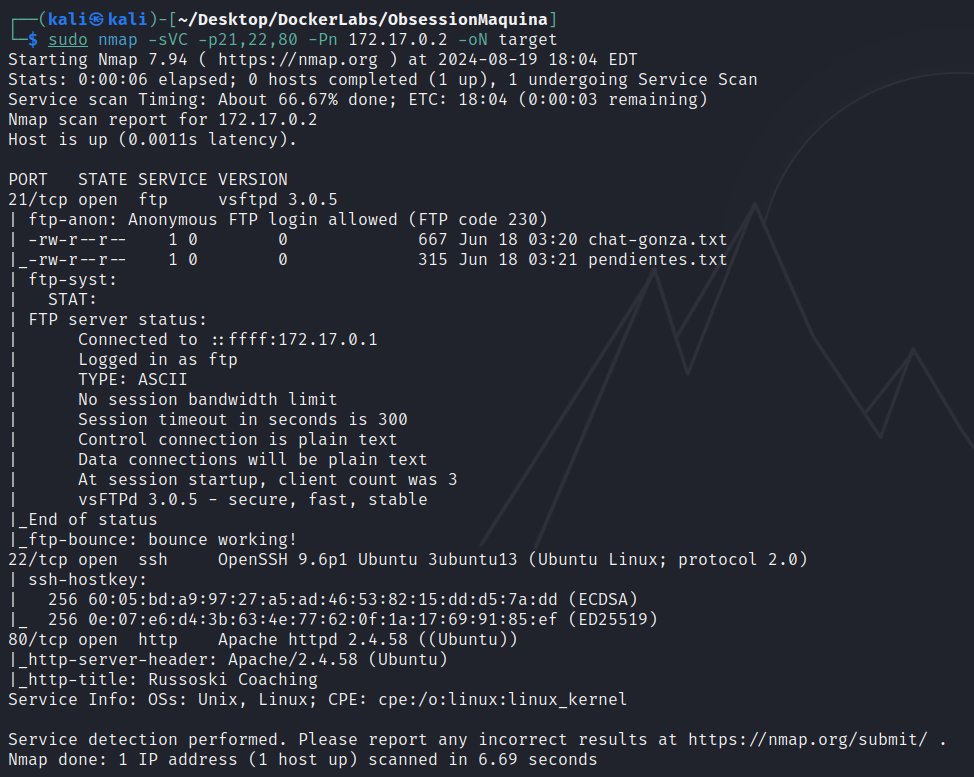 ┌──(kali㉿kali)-[~/Desktop/DockerLabs/ObsessionMaquina]
└─$ sudo nmap -sVC -p21,22,80 -Pn 172.17.0.2 -oN target
Starting Nmap 7.94 ( https://nmap.org ) at 2024-08-19 18:04 EDT
Stats: 0:00:06 elapsed; 0 hosts completed (1 up), 1 undergoing Service Scan
Service scan Timing: About 66.67% done; ETC: 18:04 (0:00:03 remaining)
Nmap scan report for 172.17.0.2
Host is up (0.0011s latency).

PORT   STATE SERVICE VERSION
21/tcp open  ftp     vsftpd 3.0.5
| ftp-anon: Anonymous FTP login allowed (FTP code 230)
| -rw-r--r--    1 0        0             667 Jun 18 03:20 chat-gonza.txt
|_-rw-r--r--    1 0        0             315 Jun 18 03:21 pendientes.txt
| ftp-syst:
|   STAT:
| FTP server status:
|      Connected to ::ffff:172.17.0.1
|      Logged in as ftp
|      TYPE: ASCII
|      No session bandwidth limit
|      Session timeout in seconds is 300
|      Control connection is plain text
|      Data connections will be plain text
|      At session startup, client count was 3
|      vsFTPd 3.0.5 - secure, fast, stable
|_End of status
|_ftp-bounce: bounce working!
22/tcp open  ssh     OpenSSH 9.6p1 Ubuntu 3ubuntu13 (Ubuntu Linux; protocol 2.0)
| ssh-hostkey:
|   256 60:05:bd:a9:97:27:a5:ad:46:53:82:15:dd:d5:7a:dd (ECDSA)
|_  256 0e:07:e6:d4:3b:63:4e:77:62:0f:1a:17:69:91:85:ef (ED25519)
80/tcp open  http    Apache httpd 2.4.58 ((Ubuntu))
|_http-server-header: Apache/2.4.58 (Ubuntu)
|_http-title: Russoski Coaching
Service Info: OSs: Unix, Linux; CPE: cpe:/o:linux:linux_kernel

Service detection performed. Please report any incorrect results at https://nmap.org/submit/ .
Nmap done: 1 IP address (1 host up) scanned in 6.69 seconds